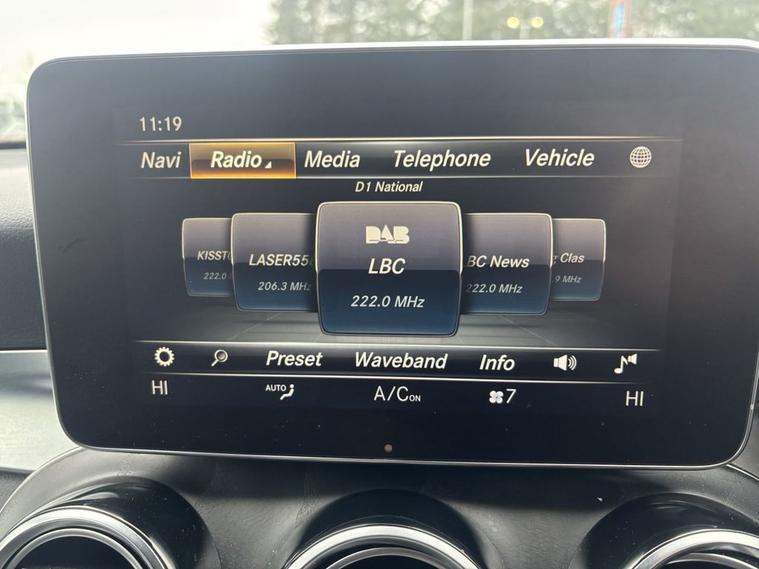 11:19
Navi Radio Media Telephone Vehicle
D1 National
DAB
KISST LASER55 LBC BC News Clas
222.0 206.3 MHz 222.0 MHz 222.0 MHz 9 MHz
Preset Waveband Info
HI AUTO A/C ON 7 HI